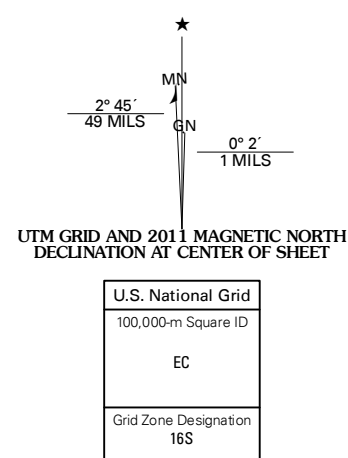 ★
MN
2° 45´
49 MILS
GN
0° 2´
1 MILS
UTM GRID AND 2011 MAGNETIC NORTH
DECLINATION AT CENTER OF SHEET
U.S. National Grid
100,000-m Square ID
EC
Grid Zone Designation
16S